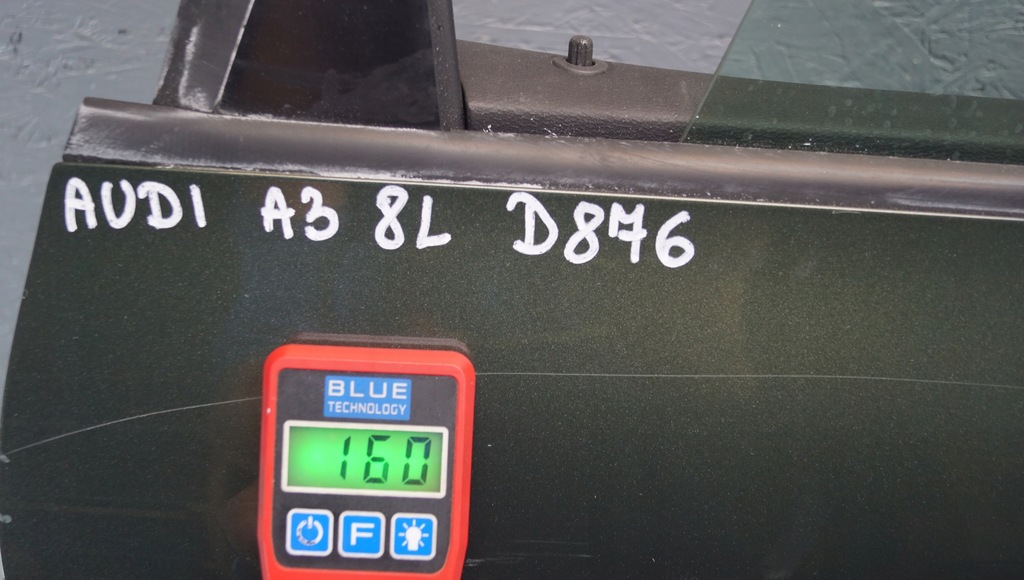 AUDI A3 8L D876
BLUE
TECHNOLOGY
160
F